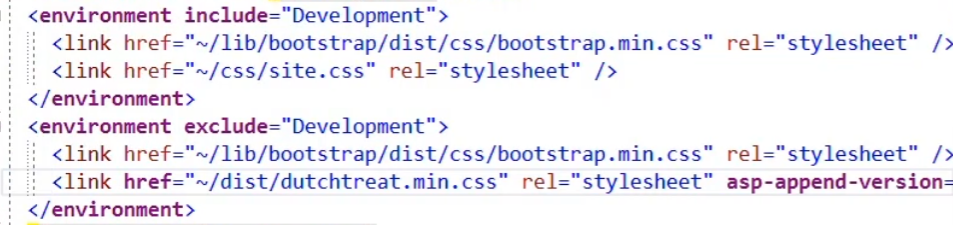 <environment include="Development">
<link href="~/lib/bootstrap/dist/css/bootstrap.min.css" rel="stylesheet" />
<link href="~/css/site.css" rel="stylesheet" />
</environment>
<environment exclude="Development">
<link href="~/lib/bootstrap/dist/css/bootstrap.min.css" rel="stylesheet" />
<link href="~/dist/dutchtreat.min.css" rel="stylesheet" asp-append-version=
</environment>